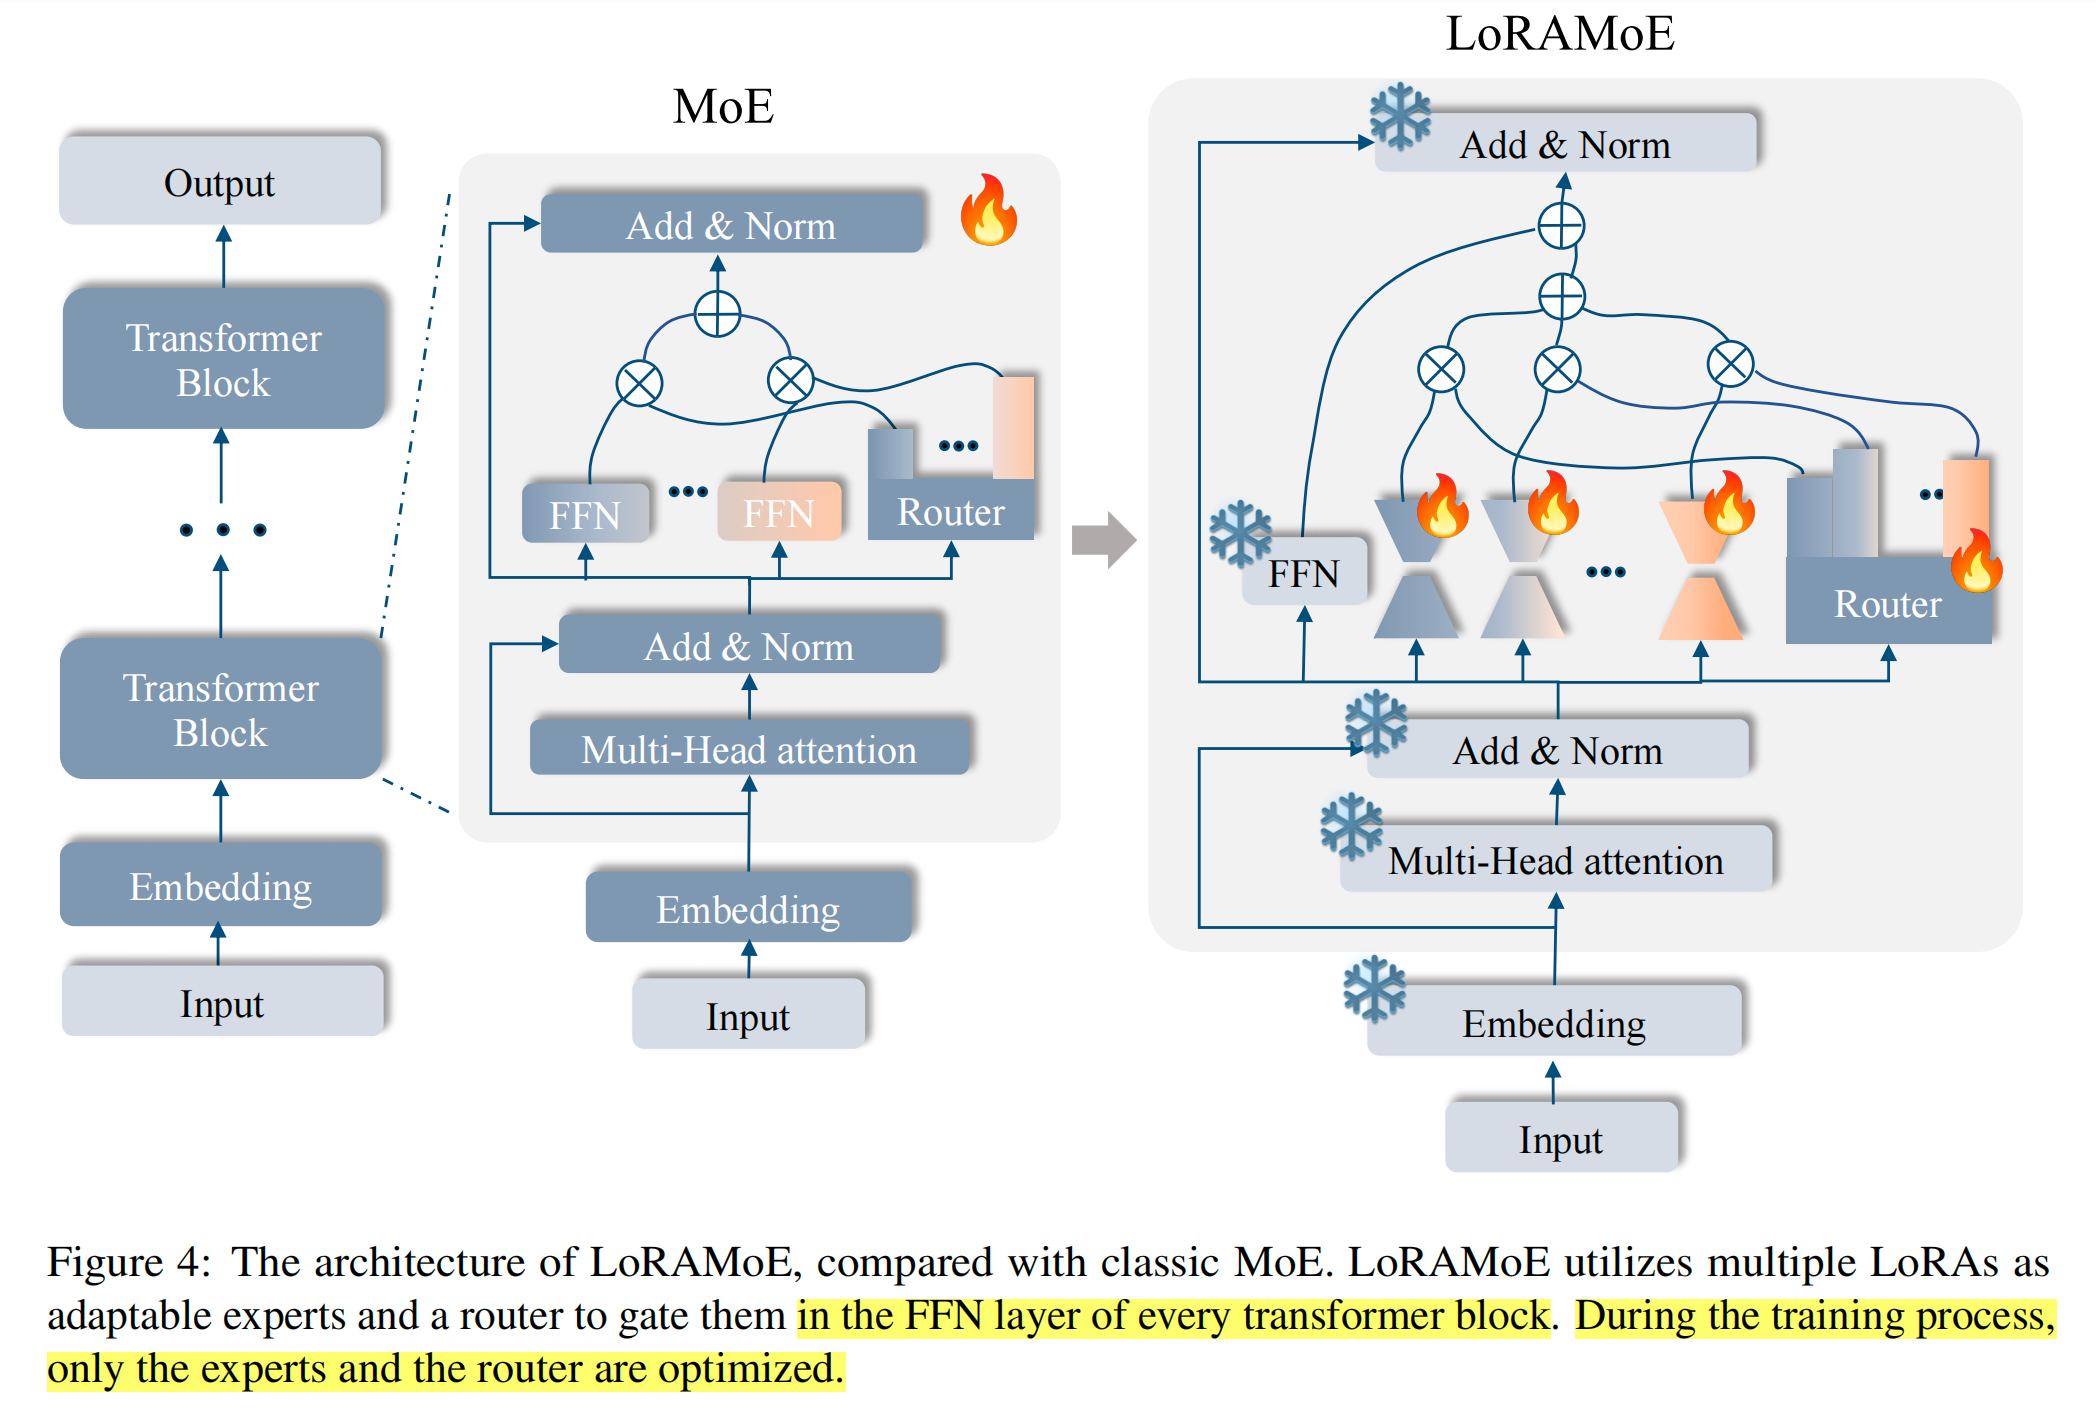 Output
Transformer
Block
Transformer
Block
Embedding
Input
MoE
Add & Norm
FFN
FFN
Router
Add & Norm
Multi-Head attention
Embedding
Input
LoRAMoE
Add & Norm
FFN
Router
Add & Norm
Multi-Head attention
Embedding
Input
Figure 4: The architecture of LoRAMoE, compared with classic MoE. LoRAMoE utilizes multiple LoRAs as
adaptable experts and a router to gate them in the FFN layer of every transformer block. During the training process,
only the experts and the router are optimized.